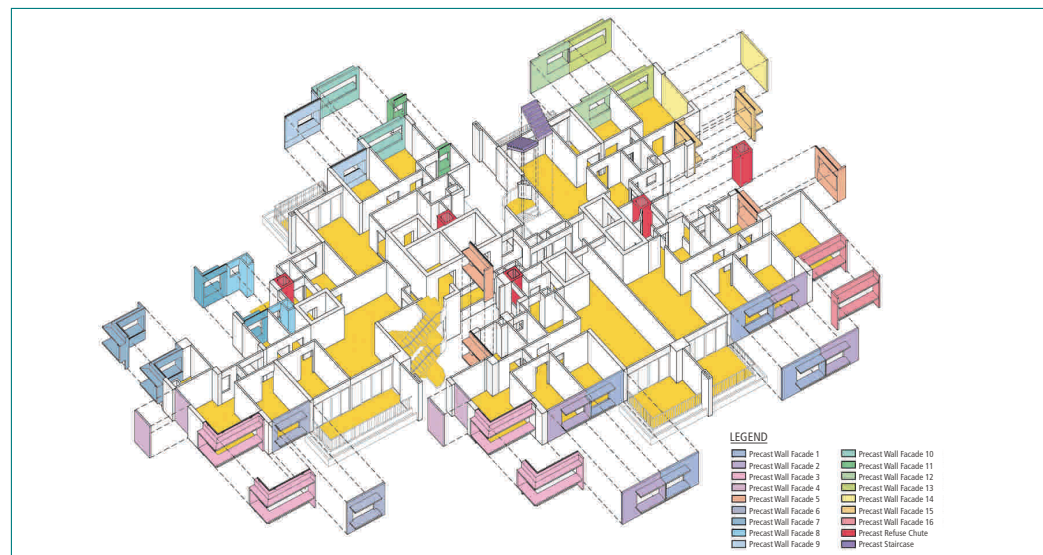 LEGEND
Precast Wall Facade 1
Precast Wall Facade 2
Precast Wall Facade 3
Precast Wall Facade 4
Precast Wall Facade 5
Precast Wall Facade 6
Precast Wall Facade 7
Precast Wall Facade 8
Precast Wall Facade 9
Precast Wall Facade 10
Precast Wall Facade 11
Precast Wall Facade 12
Precast Wall Facade 13
Precast Wall Facade 14
Precast Wall Facade 15
Precast Wall Facade 16
Precast Refuse Chute
Precast Staircase